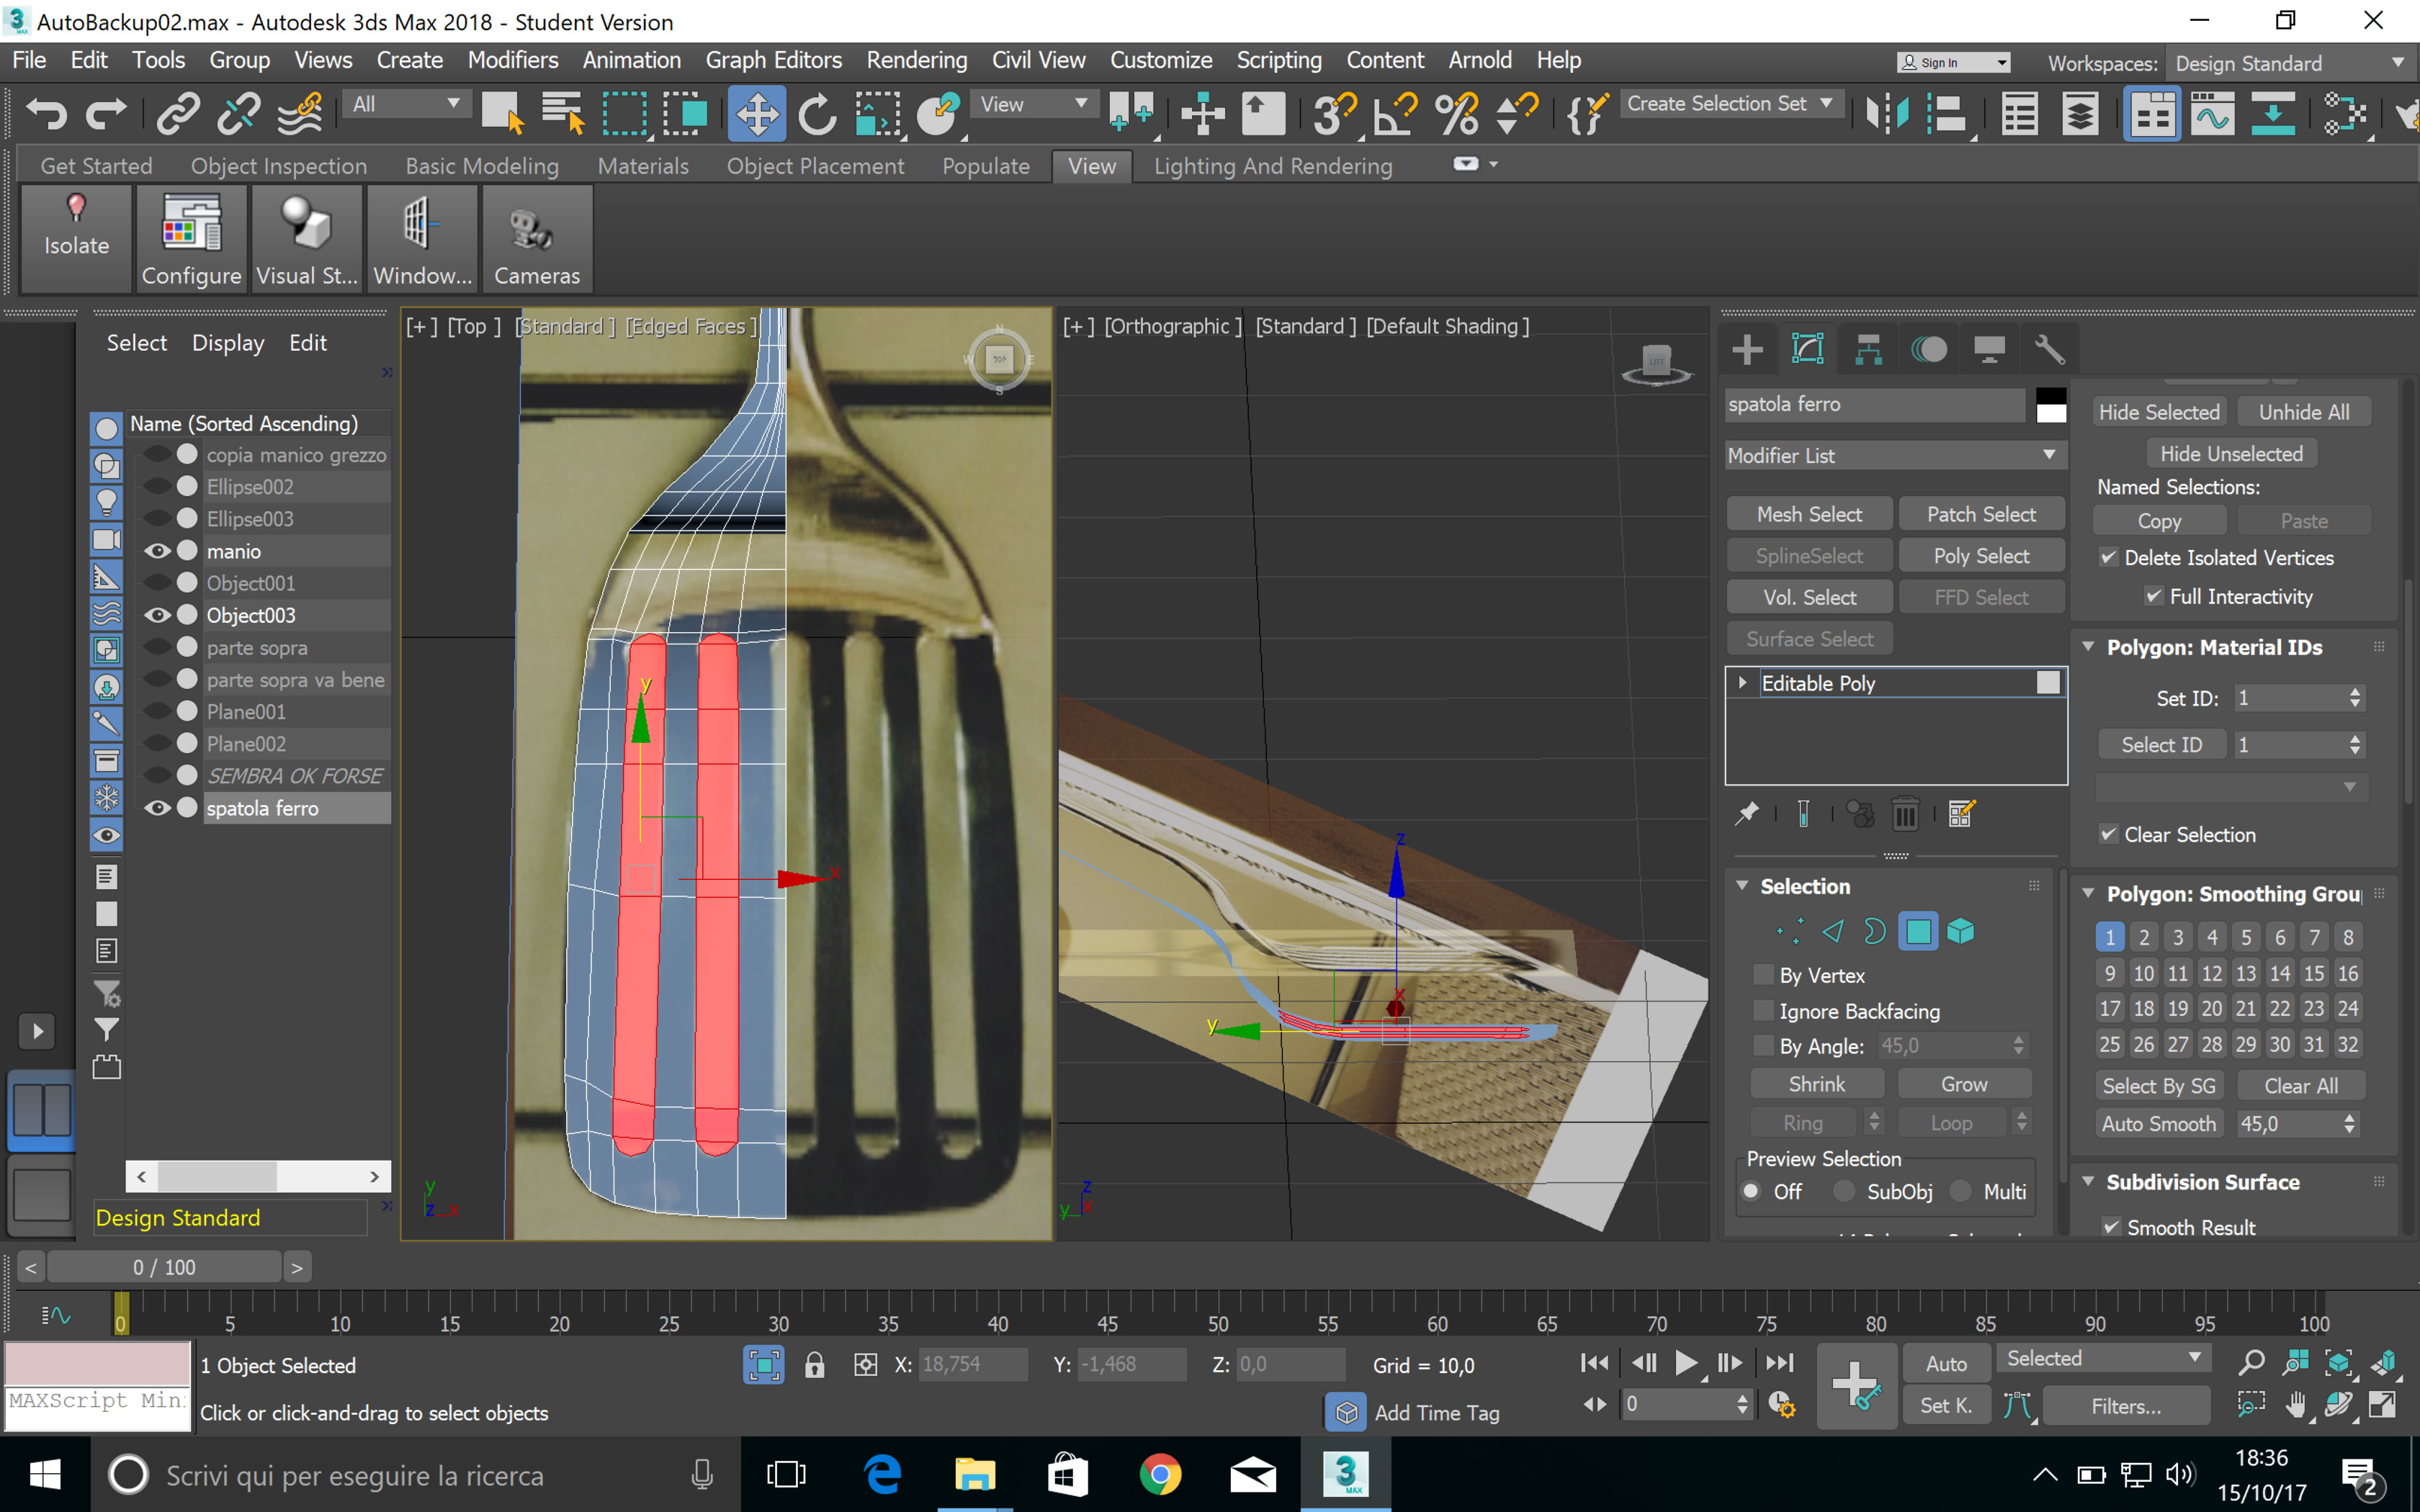 AutoBackup02.max - Autodesk 3ds Max 2018 - Student Version
File Edit Tools Group Views Create Modifiers Animation Graph Editors Rendering Civil View Customize Scripting Content Arnold Help Sign In Workspaces: Design Standard
All View Create Selection Set
Get Started Object Inspection Basic Modeling Materials Object Placement Populate View Lighting And Rendering
Isolate
Configure Visual St... Window... Cameras
Select Display Edit
Name (Sorted Ascending)
copia manico grezzo
Ellipse002
Ellipse003
manio
Object001
Object003
parte sopra
parte sopra va bene
Plane001
Plane002
SEMBRA OK FORSE
spatola ferro
Design Standard
[+] [Top ] [Standard ] [Edged Faces ]
N
W TOP E
S
y
x
y
z x
[+] [Orthographic ] [Standard ] [Default Shading ]
LEFT
z
x
y
z
y x
spatola ferro
Modifier List
Mesh Select Patch Select
SplineSelect Poly Select
Vol. Select FFD Select
Surface Select
Editable Poly
Selection
By Vertex
Ignore Backfacing
By Angle: 45,0
Shrink Grow
Ring Loop
Preview Selection
Off SubObj Multi
Hide Selected Unhide All
Hide Unselected
Named Selections:
Copy Paste
Delete Isolated Vertices
Full Interactivity
Polygon: Material IDs
Set ID: 1
Select ID 1
Clear Selection
Polygon: Smoothing Grou
1 2 3 4 5 6 7 8
9 10 11 12 13 14 15 16
17 18 19 20 21 22 23 24
25 26 27 28 29 30 31 32
Select By SG Clear All
Auto Smooth 45,0
Subdivision Surface
Smooth Result
< 0 / 100 >
0 5 10 15 20 25 30 35 40 45 50 55 60 65 70 75 80 85 90 95 100
1 Object Selected X: 18,754 Y: -1,468 Z: 0,0 Grid = 10,0 Auto Selected
MAXScript Min Click or click-and-drag to select objects Add Time Tag 0 Set K. Filters...
Scrivi qui per eseguire la ricerca
3
MAX
18:36
15/10/17
2